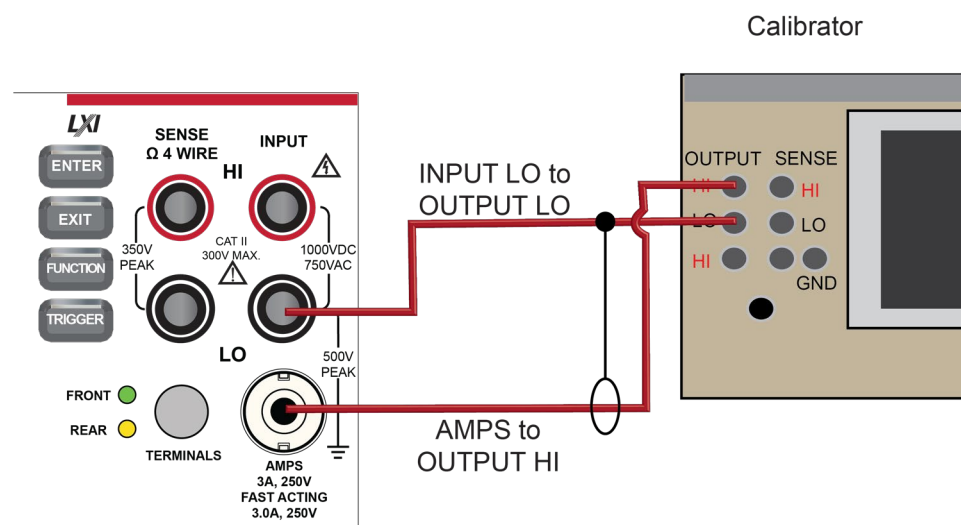 Calibrator
LXI
SENSE
Ω 4 WIRE
INPUT
HI
ENTER
EXIT
FUNCTION
TRIGGER
350V
PEAK
CAT II
300V MAX.
1000VDC
750VAC
LO
500V
PEAK
FRONT
REAR
TERMINALS
AMPS
3A, 250V
FAST ACTING
3.0A, 250V
INPUT LO to
OUTPUT LO
AMPS to
OUTPUT HI
OUTPUT SENSE
HI HI
LO LO
HI
GND